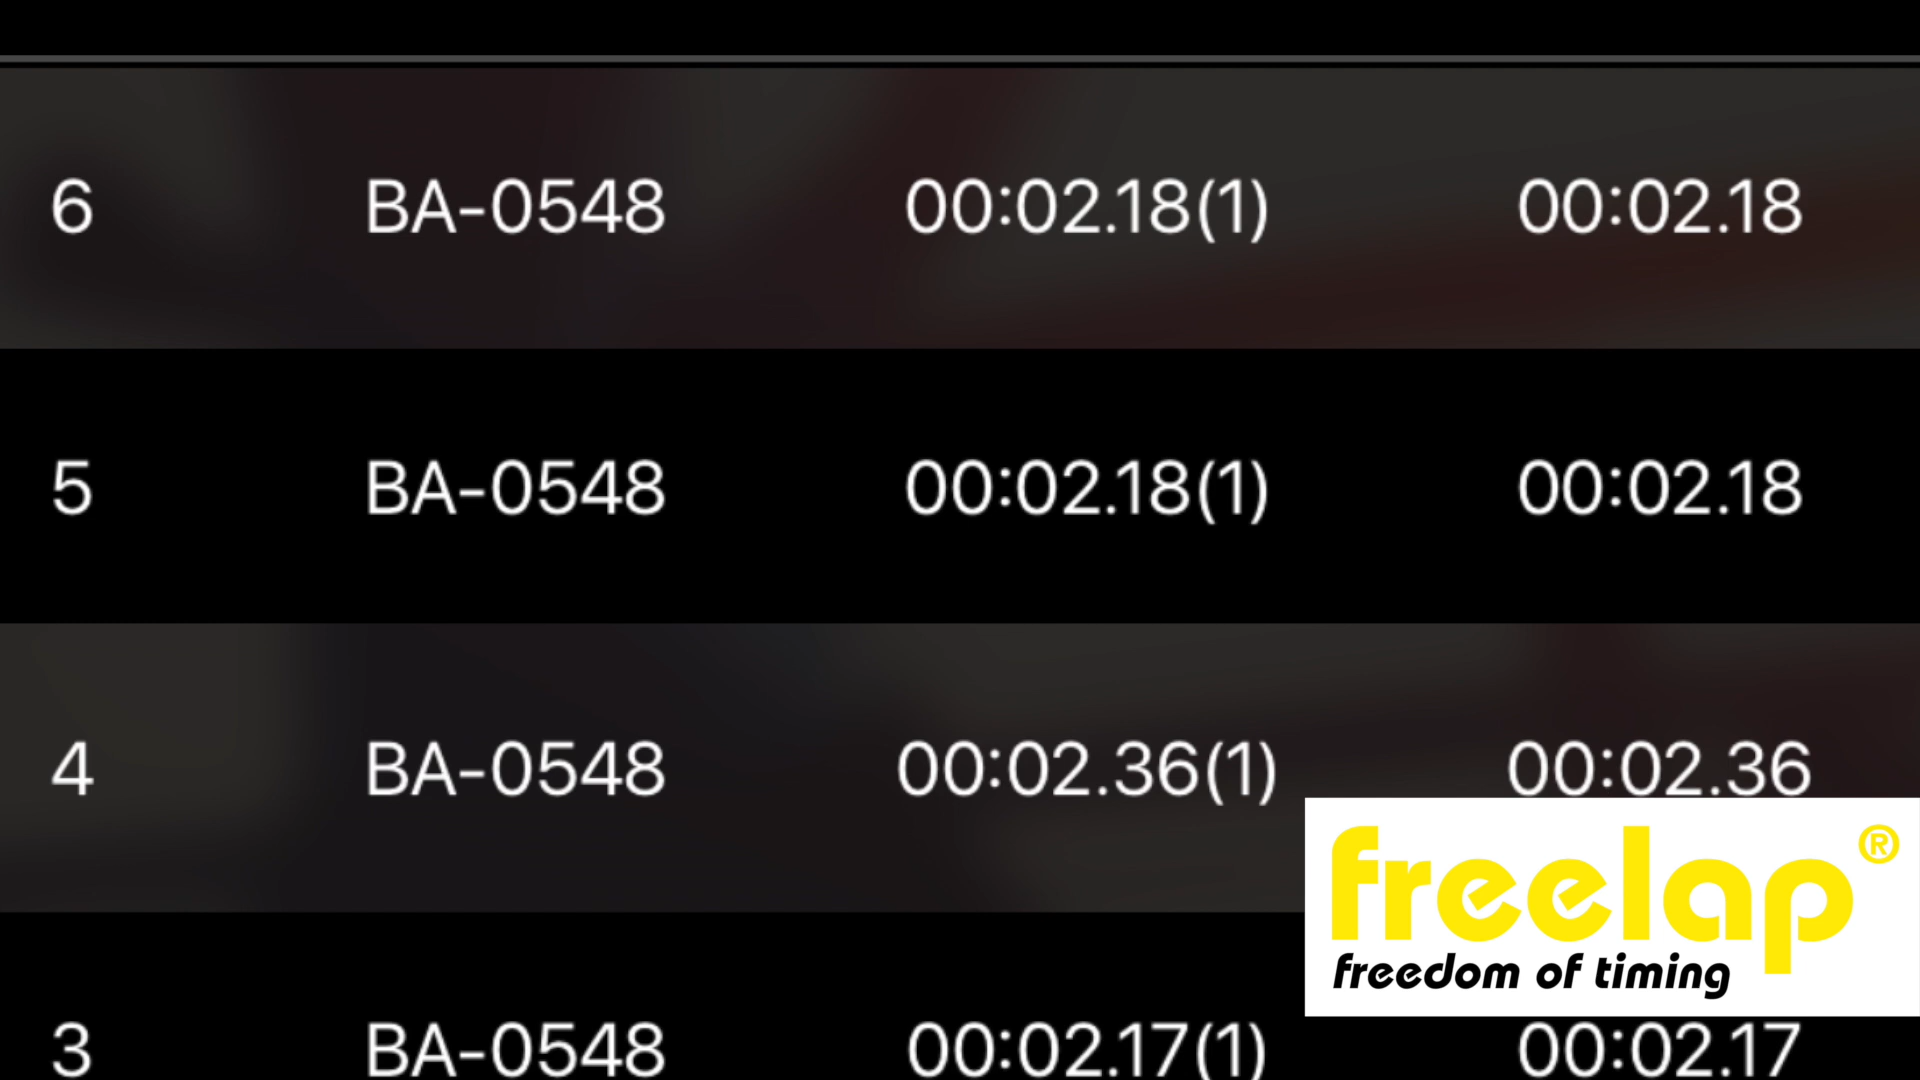 6 BA-0548 00:02.18(1) 00:02.18
5 BA-0548 00:02.18(1) 00:02.18
4 BA-0548 00:02.36(1) 00:02.36
freelap®
freedom of timing
3 BA-0548 00:02.17(1) 00:02.17